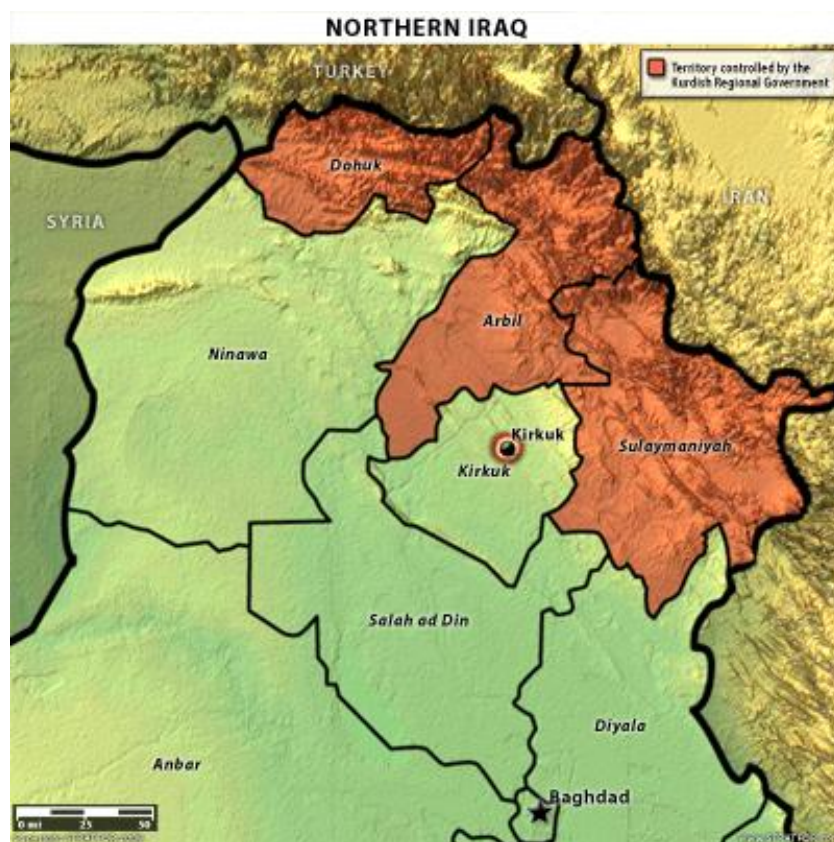 NORTHERN IRAQ
TURKEY
Territory controlled by the
Kurdish Regional Government
Dahuk
SYRIA
IRAN
Arbil
Ninawa
Kirkuk
Kirkuk
Sulaymaniyah
Salah ad Din
Diyala
Anbar
Baghdad
0 mi 25 50